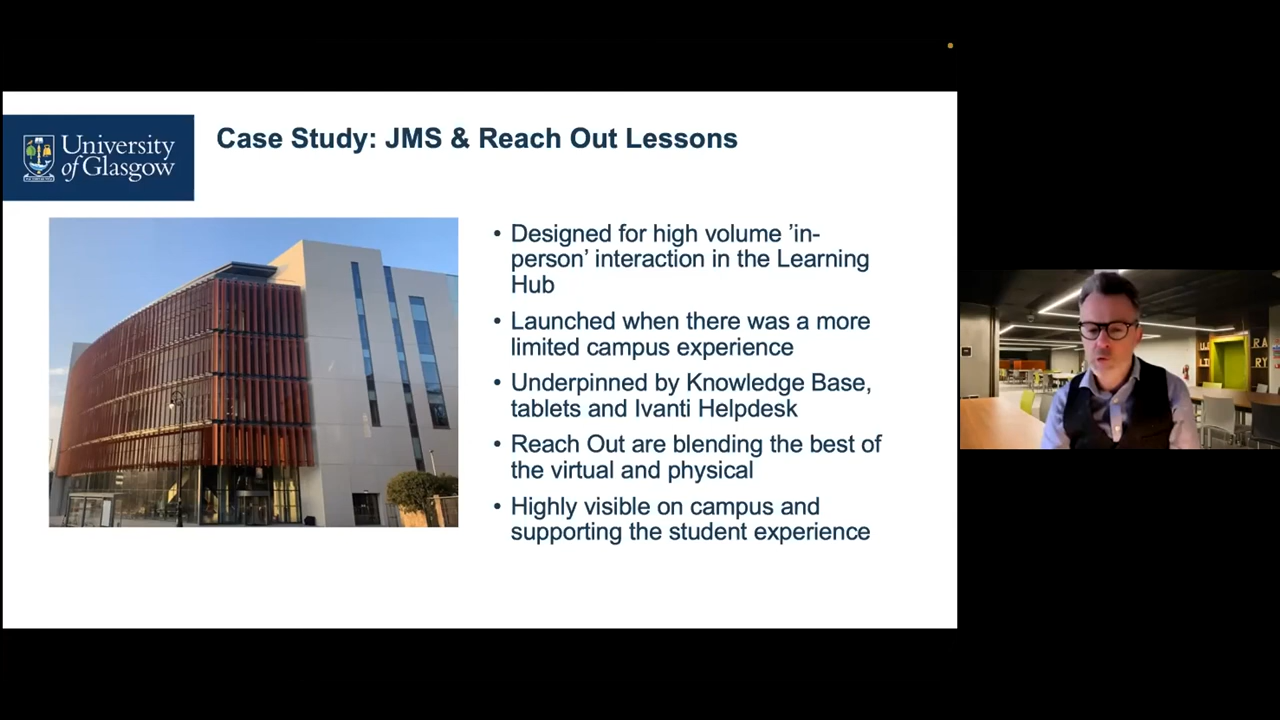 University
of Glasgow
Case Study: JMS & Reach Out Lessons
• Designed for high volume ’in-
person’ interaction in the Learning
Hub
• Launched when there was a more
limited campus experience
• Underpinned by Knowledge Base,
tablets and Ivanti Helpdesk
• Reach Out are blending the best of
the virtual and physical
• Highly visible on campus and
supporting the student experience